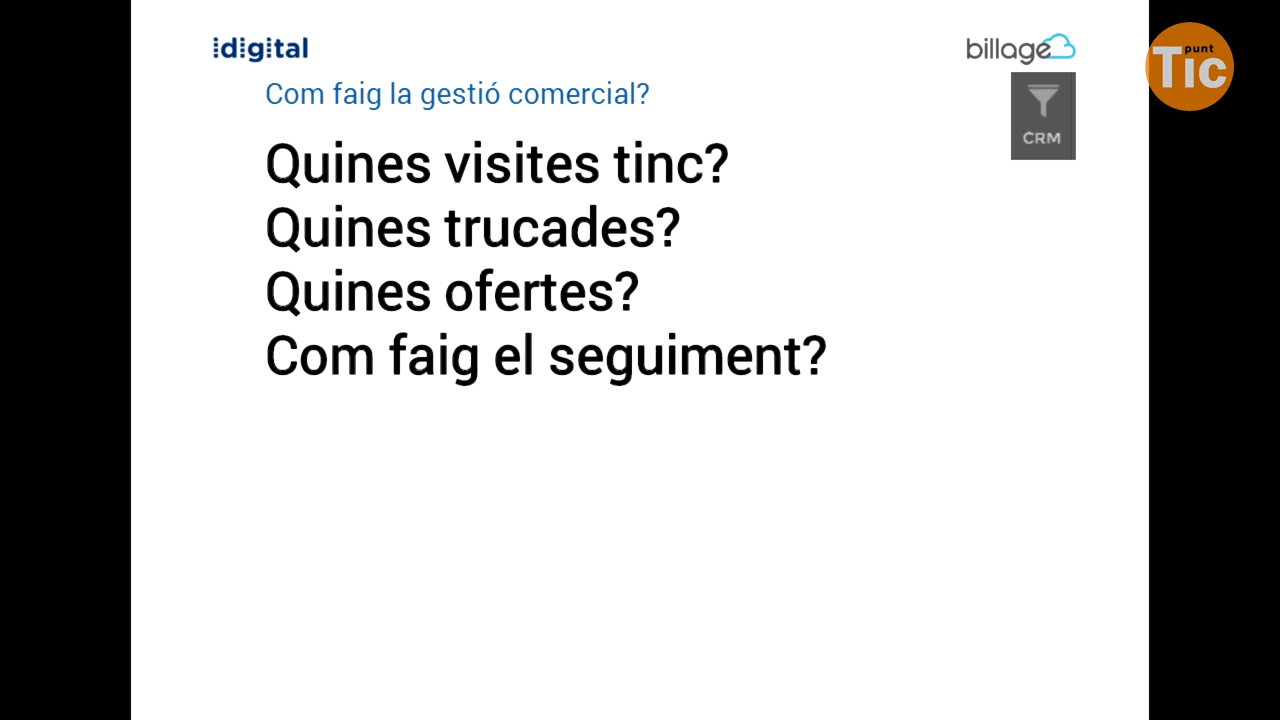 idigital
billage
punt
Tic
Com faig la gestió comercial?
CRM
Quines visites tinc?
Quines trucades?
Quines ofertes?
Com faig el seguiment?